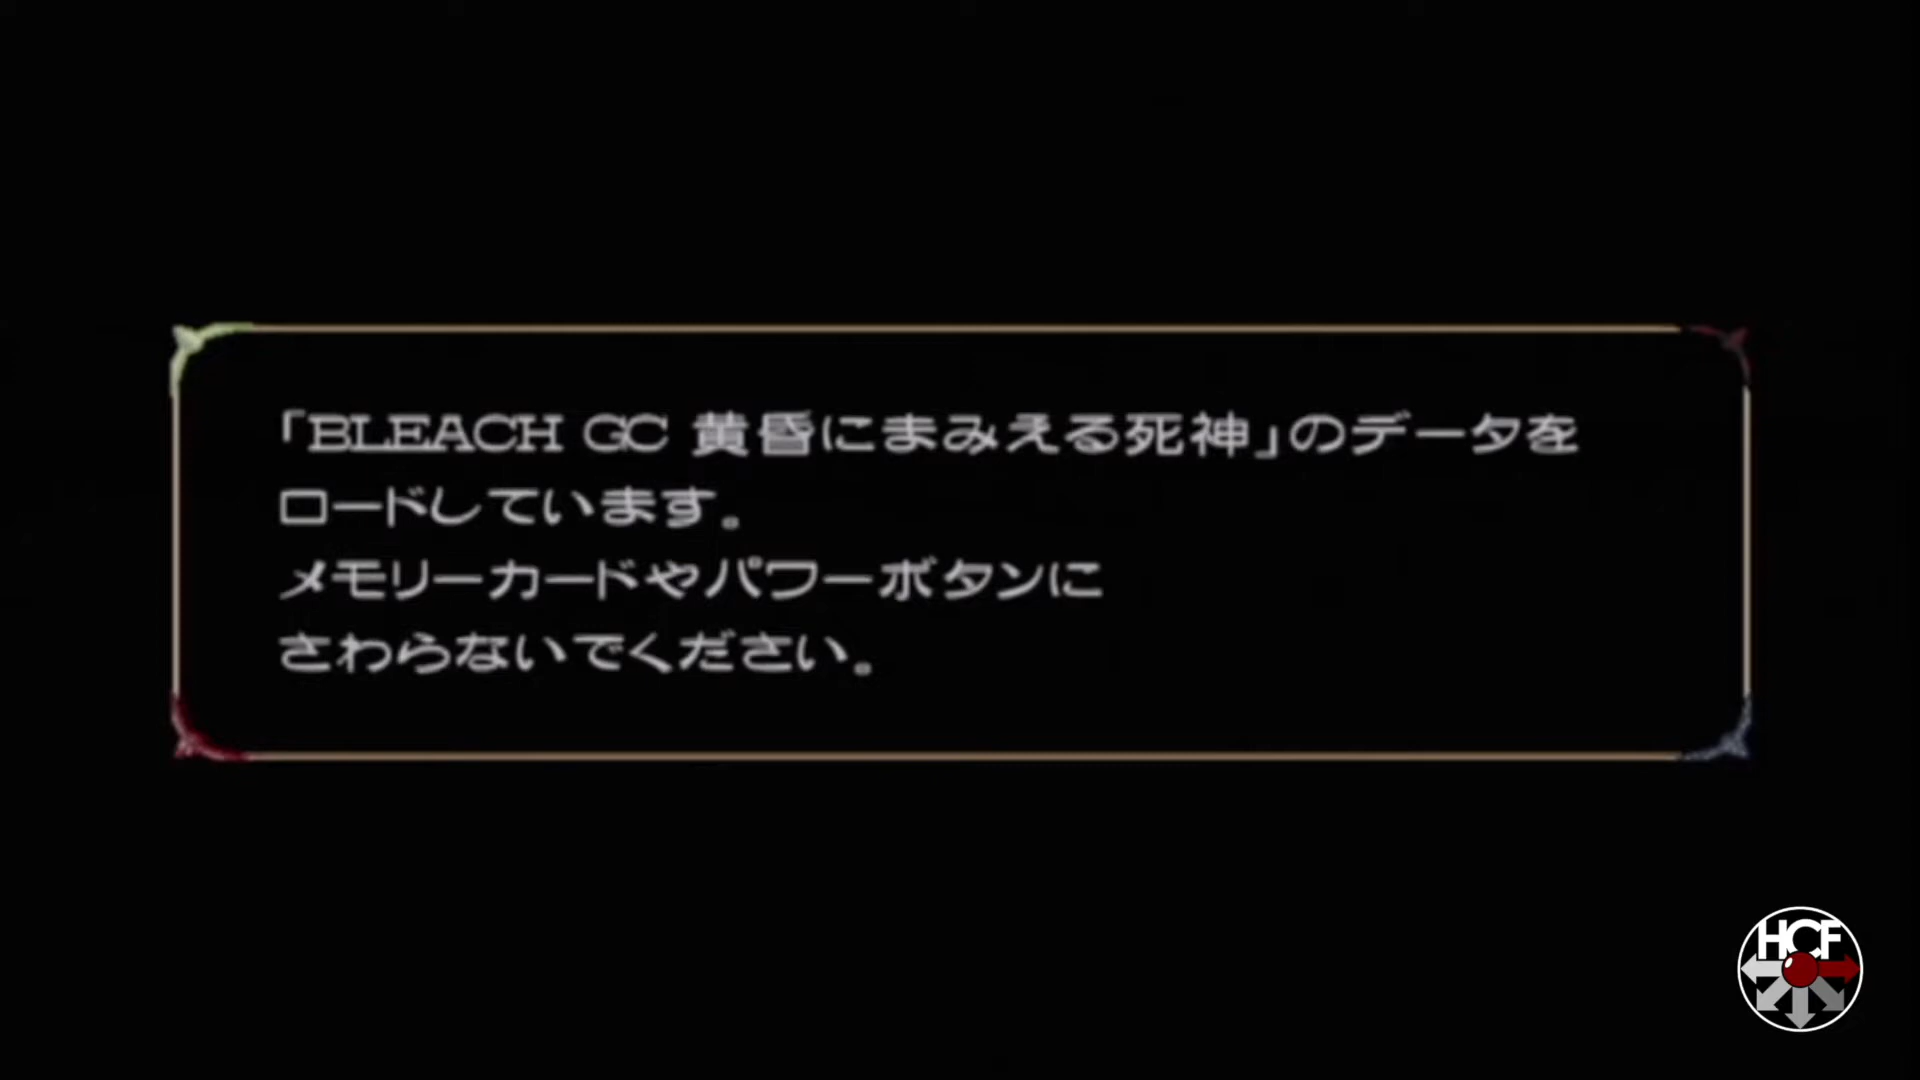 「BLEACH GC 黄昏にまみえる死神」のデータを
ロードしています。
メモリーカードやパワーボタンに
さわらないでください。
HCF